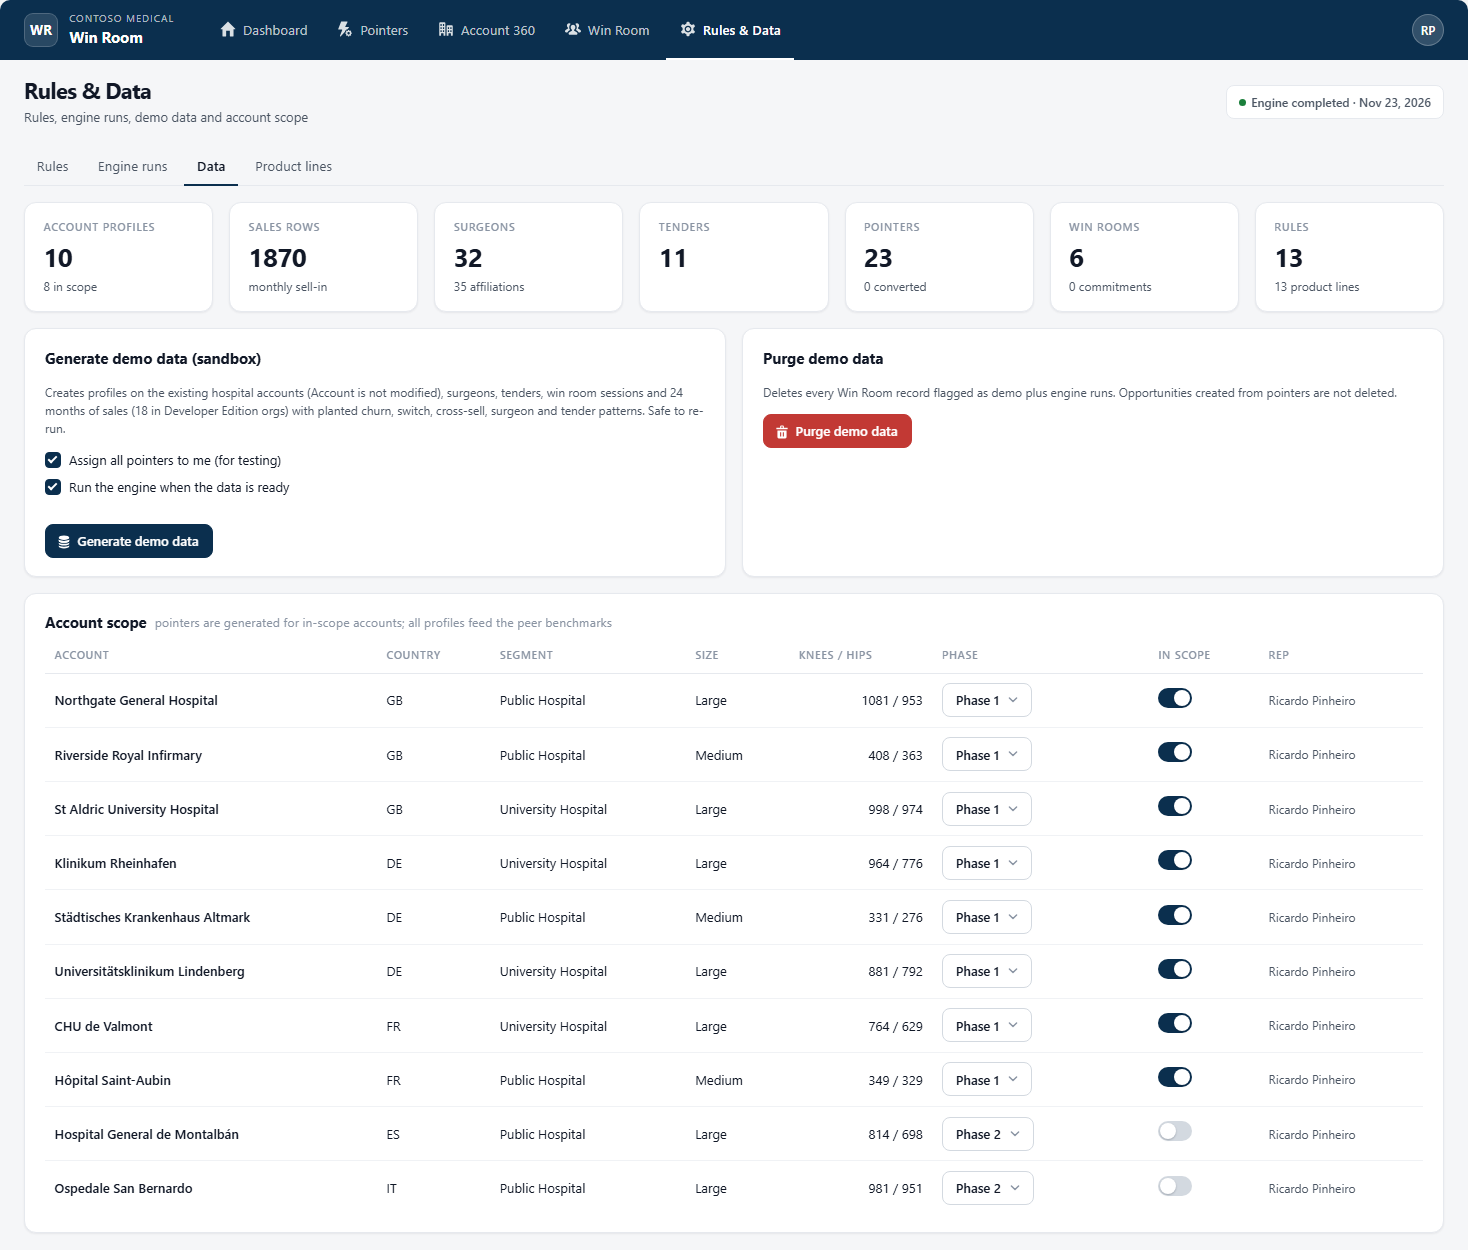 WR
CONTOSO MEDICAL
Win Room
Dashboard
Pointers
Account 360
Win Room
Rules & Data
RP
Rules & Data
Rules, engine runs, demo data and account scope
Engine completed · Nov 23, 2026
Rules
Engine runs
Data
Product lines
ACCOUNT PROFILES
10
8 in scope
SALES ROWS
1870
monthly sell-in
SURGEONS
32
35 affiliations
TENDERS
11
POINTERS
23
0 converted
WIN ROOMS
6
0 commitments
RULES
13
13 product lines
Generate demo data (sandbox)
Creates profiles on the existing hospital accounts (Account is not modified), surgeons, tenders, win room sessions and 24
months of sales (18 in Developer Edition orgs) with planted churn, switch, cross-sell, surgeon and tender patterns. Safe to re-
run.
Assign all pointers to me (for testing)
Run the engine when the data is ready
Generate demo data
Purge demo data
Deletes every Win Room record flagged as demo plus engine runs. Opportunities created from pointers are not deleted.
Purge demo data
Account scope pointers are generated for in-scope accounts; all profiles feed the peer benchmarks
ACCOUNT COUNTRY SEGMENT SIZE KNEES / HIPS PHASE IN SCOPE REP
Northgate General Hospital GB Public Hospital Large 1081 / 953 Phase 1 Ricardo Pinheiro
Riverside Royal Infirmary GB Public Hospital Medium 408 / 363 Phase 1 Ricardo Pinheiro
St Aldric University Hospital GB University Hospital Large 998 / 974 Phase 1 Ricardo Pinheiro
Klinikum Rheinhafen DE University Hospital Large 964 / 776 Phase 1 Ricardo Pinheiro
Städtisches Krankenhaus Altmark DE Public Hospital Medium 331 / 276 Phase 1 Ricardo Pinheiro
Universitätsklinikum Lindenberg DE University Hospital Large 881 / 792 Phase 1 Ricardo Pinheiro
CHU de Valmont FR University Hospital Large 764 / 629 Phase 1 Ricardo Pinheiro
Hôpital Saint-Aubin FR Public Hospital Medium 349 / 329 Phase 1 Ricardo Pinheiro
Hospital General de Montalbán ES Public Hospital Large 814 / 698 Phase 2 Ricardo Pinheiro
Ospedale San Bernardo IT Public Hospital Large 981 / 951 Phase 2 Ricardo Pinheiro